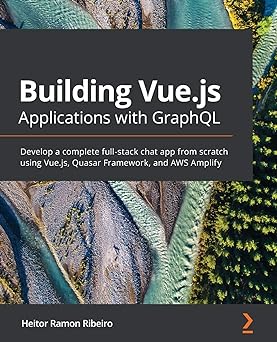 Building Vue.js
Applications with GraphQL
Develop a complete full-stack chat app from scratch
using Vue.js, Quasar Framework, and AWS Amplify
Heitor Ramon Ribeiro